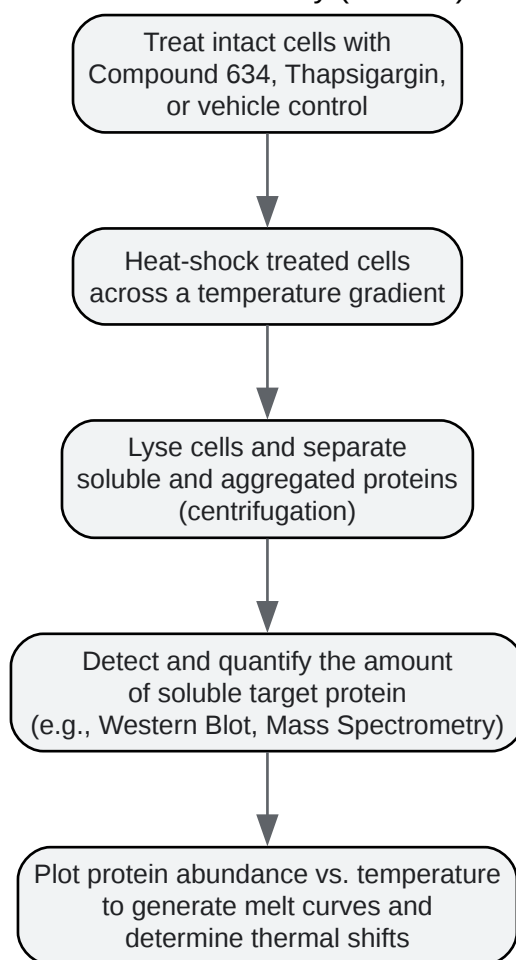 Treat intact cells with
Compound 634, Thapsigargin,
or vehicle control
Heat-shock treated cells
across a temperature gradient
Lyse cells and separate
soluble and aggregated proteins
(centrifugation)
Detect and quantify the amount
of soluble target protein
(e.g., Western Blot, Mass Spectrometry)
Plot protein abundance vs. temperature
to generate melt curves and
determine thermal shifts